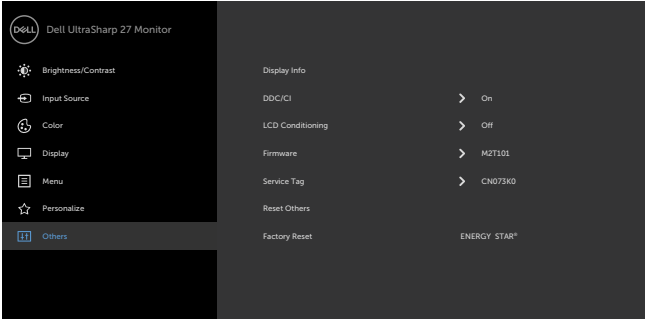 DELL Dell UltraSharp 27 Monitor
Brightness/Contrast
Input Source
Color
Display
Menu
Personalize
Others
Display Info
DDC/CI On
LCD Conditioning Off
Firmware M2T101
Service Tag CN073K0
Reset Others
Factory Reset ENERGY STAR®